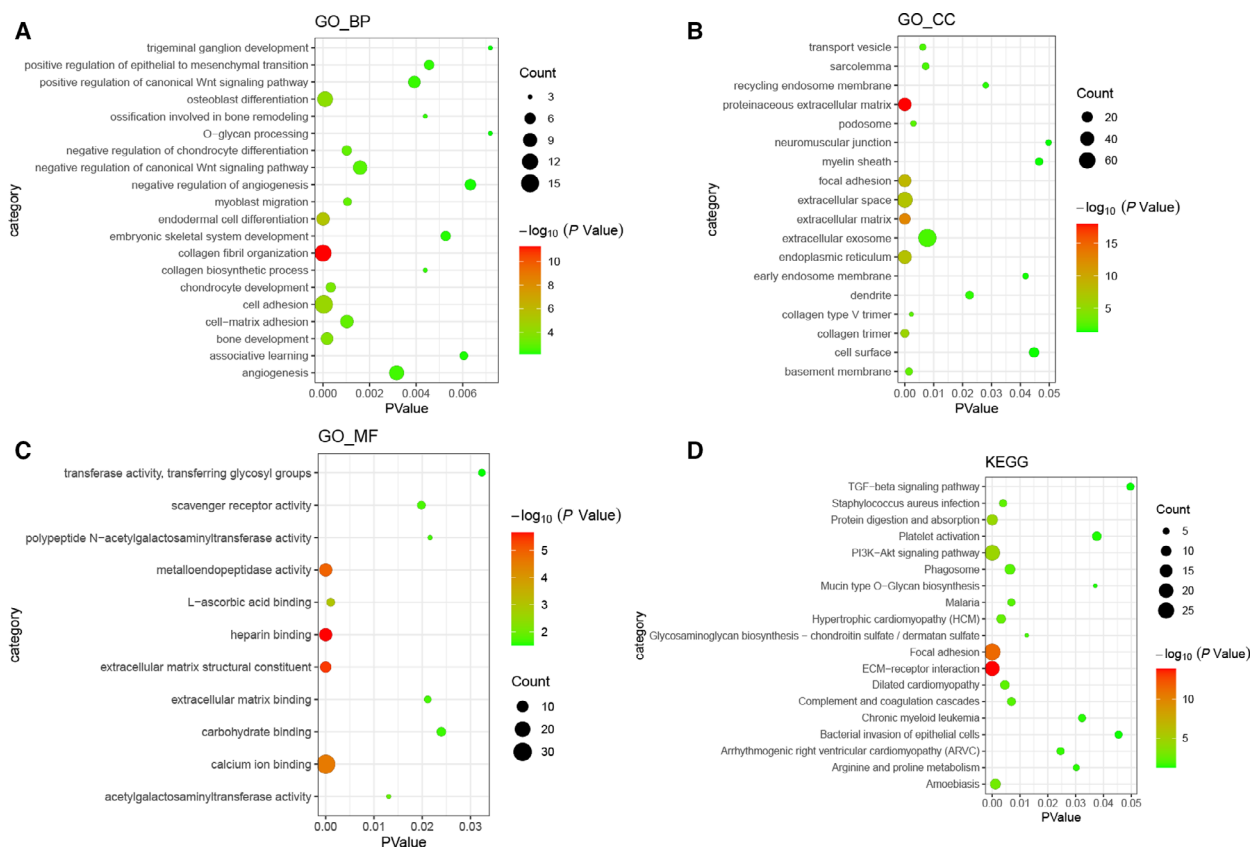 A
GO_BP
trigeminal ganglion development
positive regulation of epithelial to mesenchymal transition
positive regulation of canonical Wnt signaling pathway
osteoblast differentiation
ossification involved in bone remodeling
O−glycan processing
negative regulation of chondrocyte differentiation
negative regulation of canonical Wnt signaling pathway
negative regulation of angiogenesis
myoblast migration
endodermal cell differentiation
embryonic skeletal system development
collagen fibril organization
collagen biosynthetic process
chondrocyte development
cell adhesion
cell−matrix adhesion
bone development
associative learning
angiogenesis
category
0.000 0.002 0.004 0.006
PValue
Count
3
6
9
12
15
−log10 (P Value)
10
8
6
4
B
GO_CC
transport vesicle
sarcolemma
recycling endosome membrane
proteinaceous extracellular matrix
podosome
neuromuscular junction
myelin sheath
focal adhesion
extracellular space
extracellular matrix
extracellular exosome
endoplasmic reticulum
early endosome membrane
dendrite
collagen type V trimer
collagen trimer
cell surface
basement membrane
category
0.00 0.01 0.02 0.03 0.04 0.05
PValue
Count
20
40
60
−log10 (P Value)
15
10
5
C
GO_MF
transferase activity, transferring glycosyl groups
scavenger receptor activity
polypeptide N−acetylgalactosaminyltransferase activity
metalloendopeptidase activity
L−ascorbic acid binding
heparin binding
extracellular matrix structural constituent
extracellular matrix binding
carbohydrate binding
calcium ion binding
acetylgalactosaminyltransferase activity
category
0.00 0.01 0.02 0.03
PValue
−log10 (P Value)
5
4
3
2
Count
10
20
30
D
KEGG
TGF−beta signaling pathway
Staphylococcus aureus infection
Protein digestion and absorption
Platelet activation
PI3K−Akt signaling pathway
Phagosome
Mucin type O−Glycan biosynthesis
Malaria
Hypertrophic cardiomyopathy (HCM)
Glycosaminoglycan biosynthesis − chondroitin sulfate / dermatan sulfate
Focal adhesion
ECM−receptor interaction
Dilated cardiomyopathy
Complement and coagulation cascades
Chronic myeloid leukemia
Bacterial invasion of epithelial cells
Arrhythmogenic right ventricular cardiomyopathy (ARVC)
Arginine and proline metabolism
Amoebiasis
category
0.00 0.01 0.02 0.03 0.04 0.05
PValue
Count
5
10
15
20
25
−log10 (P Value)
10
5